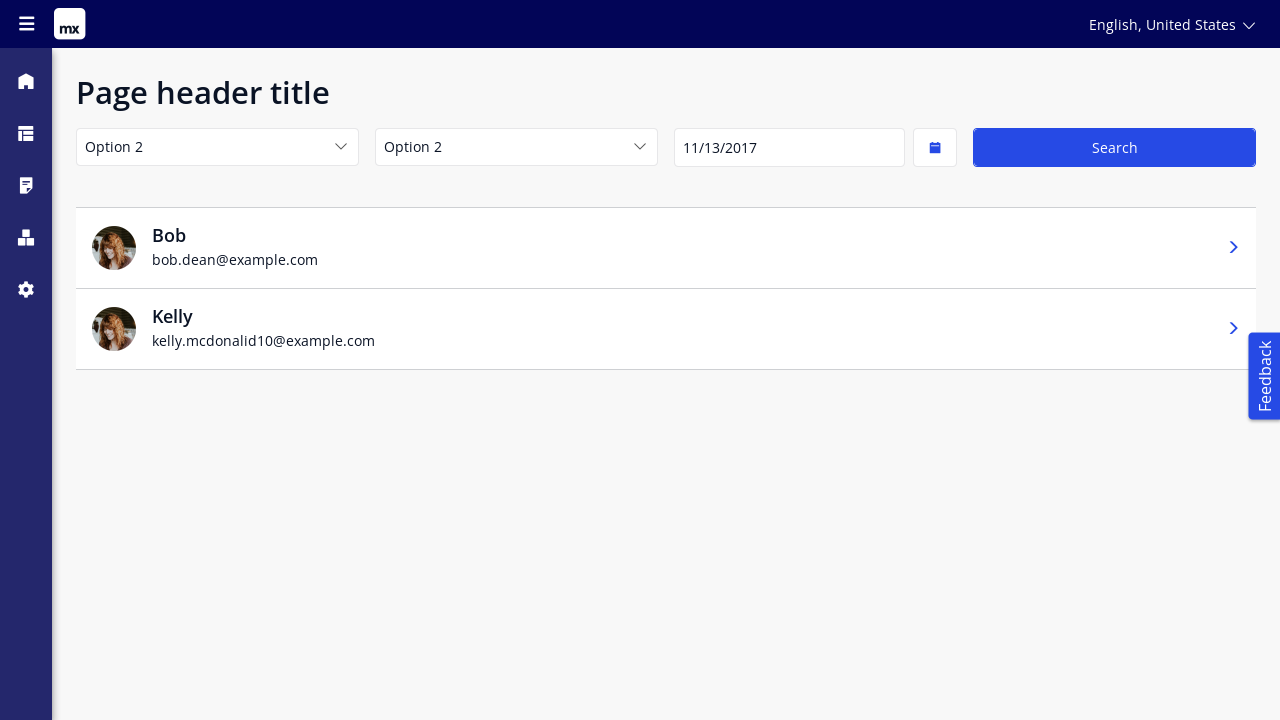 mx
English, United States
Page header title
Option 2
Option 2
11/13/2017
Search
Bob
bob.dean@example.com
Kelly
kelly.mcdonalid10@example.com
Feedback